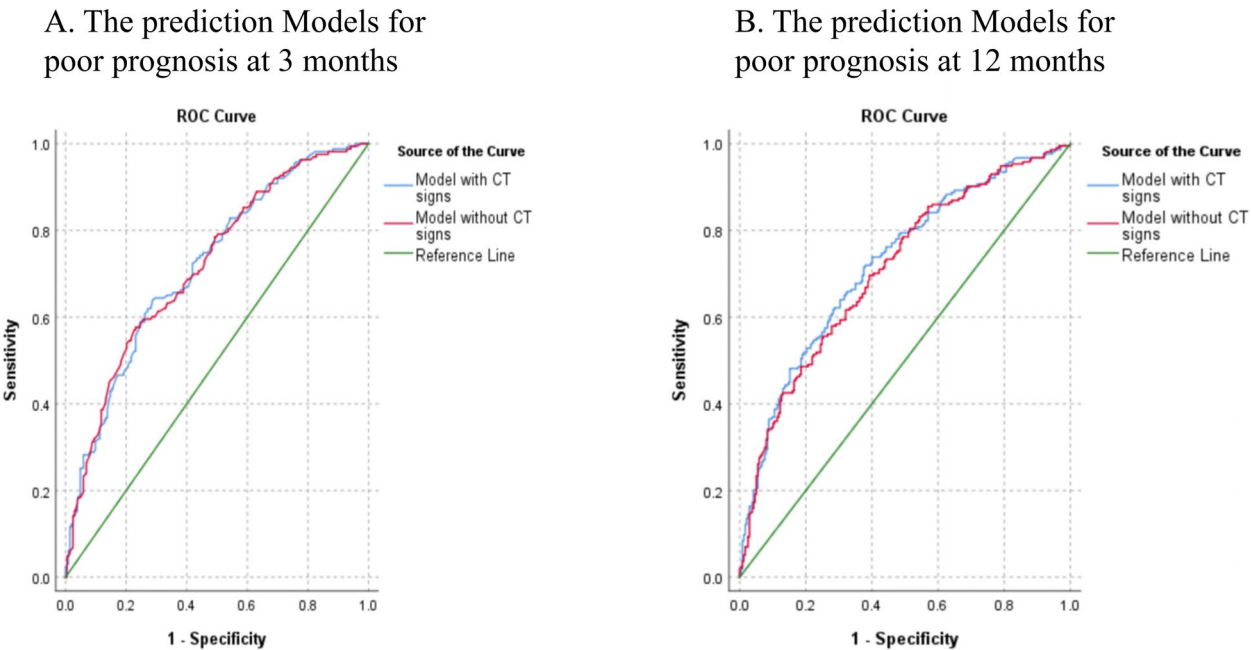 A. The prediction Models for
poor prognosis at 3 months
ROC Curve
Source of the Curve
Model with CT
signs
Model without CT
signs
Reference Line
Sensitivity
1.0
0.8
0.6
0.4
0.2
0.0
0.0 0.2 0.4 0.6 0.8 1.0
1 - Specificity
B. The prediction Models for
poor prognosis at 12 months
ROC Curve
Source of the Curve
Model with CT
signs
Model without CT
signs
Reference Line
Sensitivity
1.0
0.8
0.6
0.4
0.2
0.0
0.0 0.2 0.4 0.6 0.8 1.0
1 - Specificity